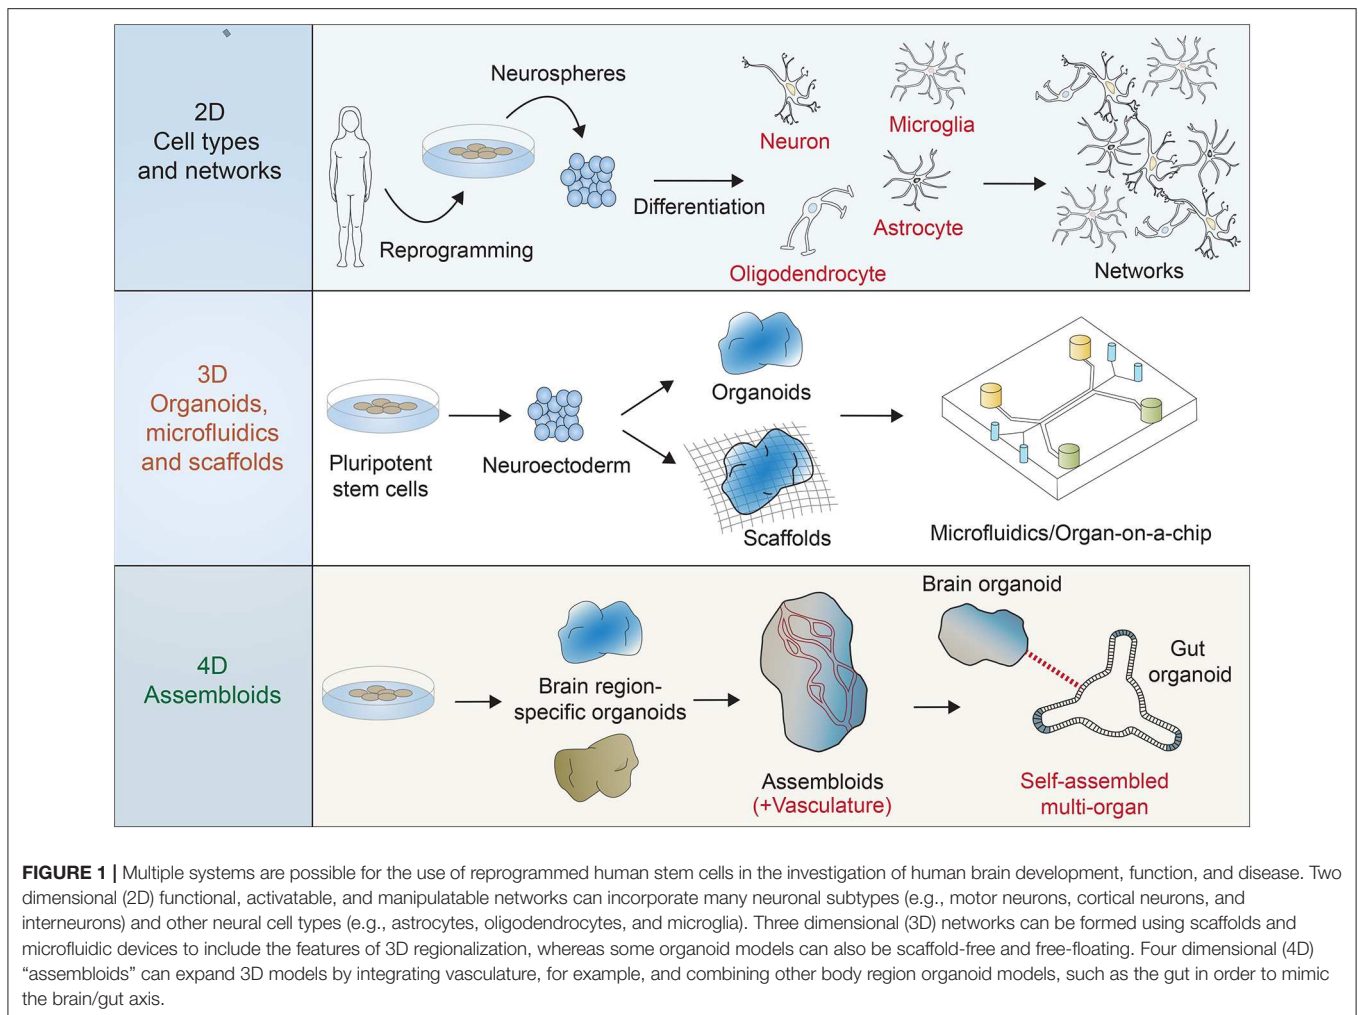 2D
Cell types
and networks
Neurospheres
Reprogramming
Differentiation
Neuron
Microglia
Astrocyte
Oligodendrocyte
Networks
3D
Organoids,
microfluidics
and scaffolds
Pluripotent
stem cells
Neuroectoderm
Organoids
Scaffolds
Microfluidics/Organ-on-a-chip
4D
Assembloids
Brain region-
specific organoids
Assembloids
(+Vasculature)
Brain organoid
Gut
organoid
Self-assembled
multi-organ
FIGURE 1 | Multiple systems are possible for the use of reprogrammed human stem cells in the investigation of human brain development, function, and disease. Two
dimensional (2D) functional, activatable, and manipulatable networks can incorporate many neuronal subtypes (e.g., motor neurons, cortical neurons, and
interneurons) and other neural cell types (e.g., astrocytes, oligodendrocytes, and microglia). Three dimensional (3D) networks can be formed using scaffolds and
microfluidic devices to include the features of 3D regionalization, whereas some organoid models can also be scaffold-free and free-floating. Four dimensional (4D)
“assembloids” can expand 3D models by integrating vasculature, for example, and combining other body region organoid models, such as the gut in order to mimic
the brain/gut axis.